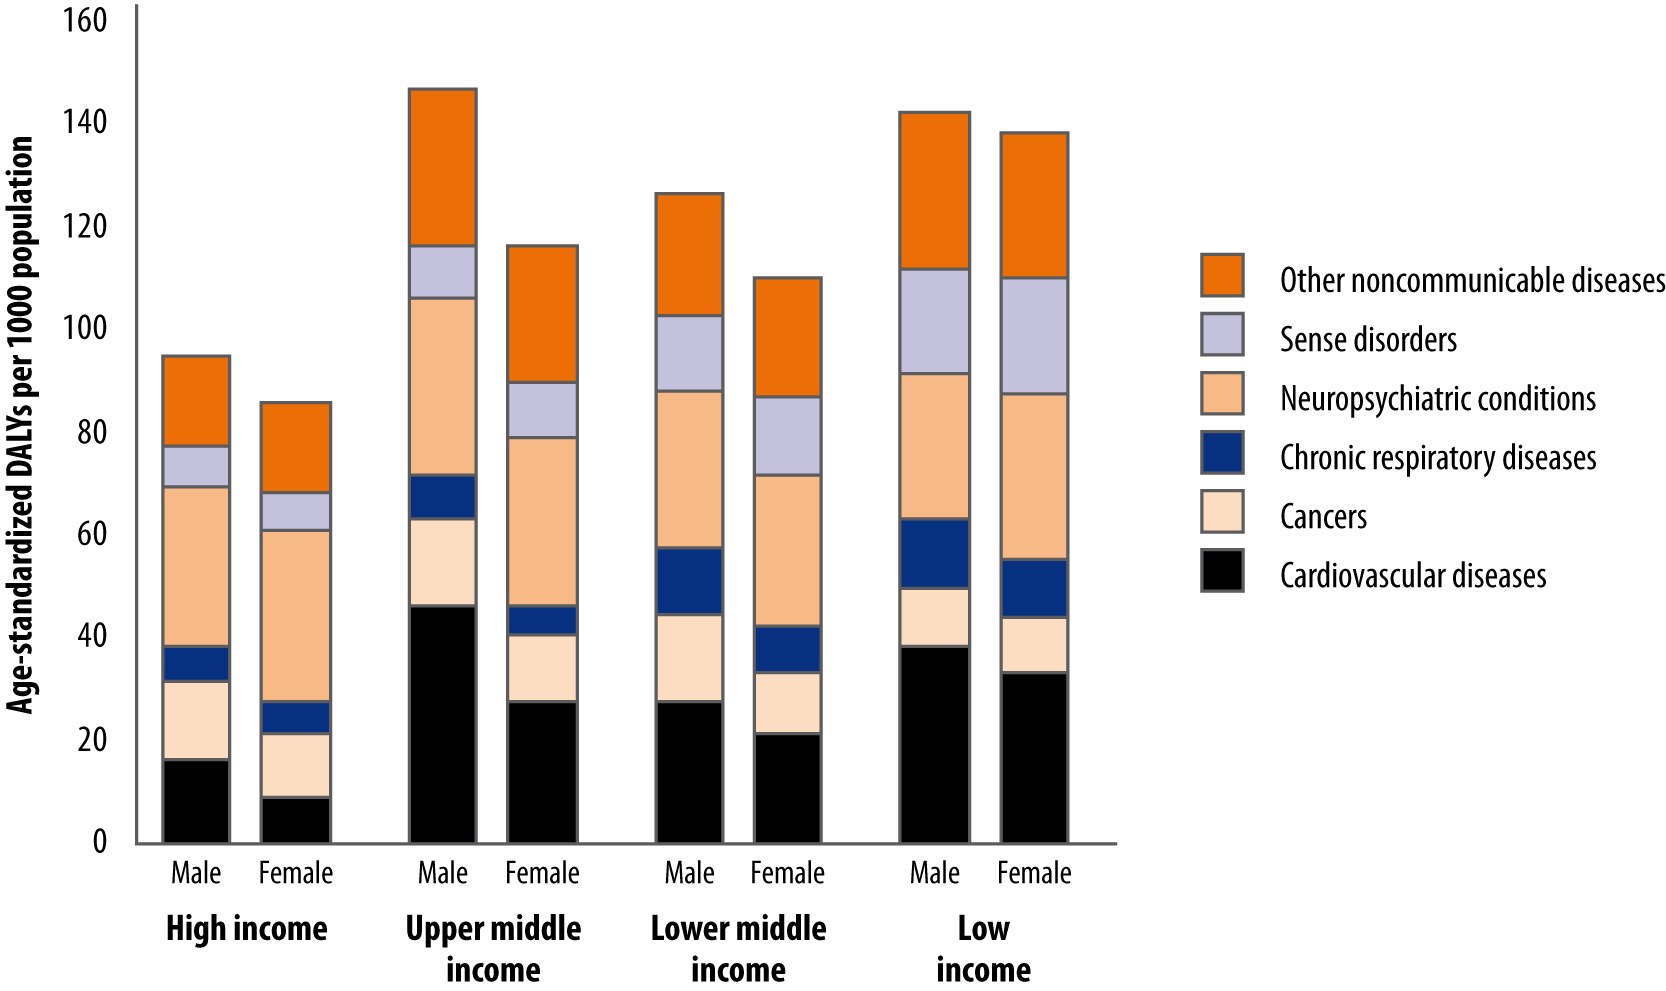 Age-standardized DALYs per 1000 population
160
140
120
100
80
60
40
20
0
Male Female Male Female Male Female Male Female
High income Upper middle Lower middle Low
income income income
Other noncommunicable diseases
Sense disorders
Neuropsychiatric conditions
Chronic respiratory diseases
Cancers
Cardiovascular diseases